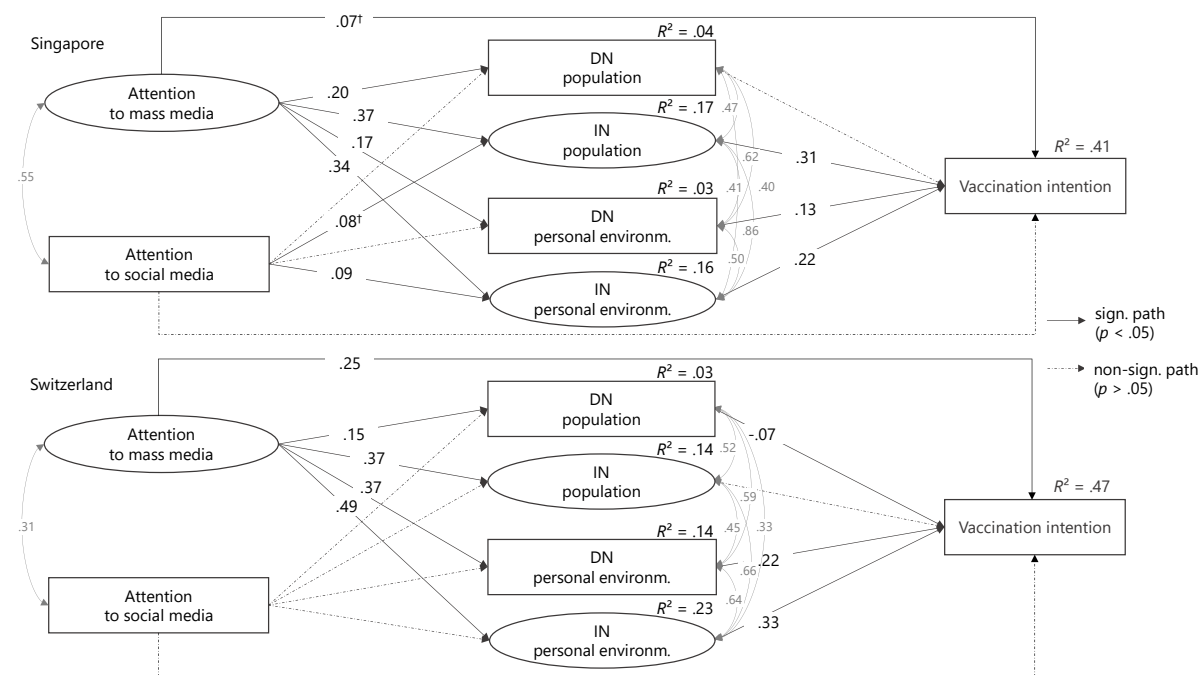 .07†
Singapore
R² = .04
DN
population
Attention
to mass media
.20
R² = .17
.47
.37
IN
population
.17
R² = .41
.34
.62
.31
Vaccination intention
.55
R² = .03
.41
.40
DN
personal environm.
.13
.08†
.86
Attention
to social media
R² = .16
.50
.22
.09
IN
personal environm.
sign. path
(p < .05)
.25
non-sign. path
(p > .05)
Switzerland
R² = .03
DN
population
Attention
to mass media
.15
-.07
R² = .14
.52
.37
IN
population
.37
R² = .47
.49
.59
.31
R² = .14
.45
.33
Vaccination intention
DN
personal environm.
.22
.66
Attention
to social media
R² = .23
.64
.33
IN
personal environm.